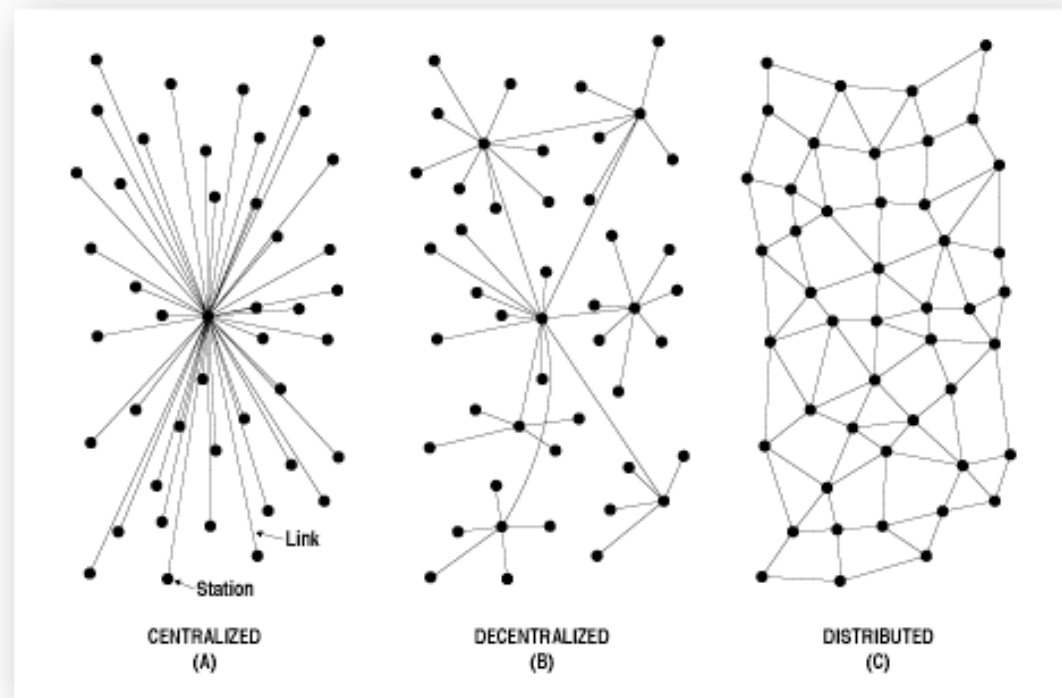 Link
Station
CENTRALIZED
(A)
DECENTRALIZED
(B)
DISTRIBUTED
(C)